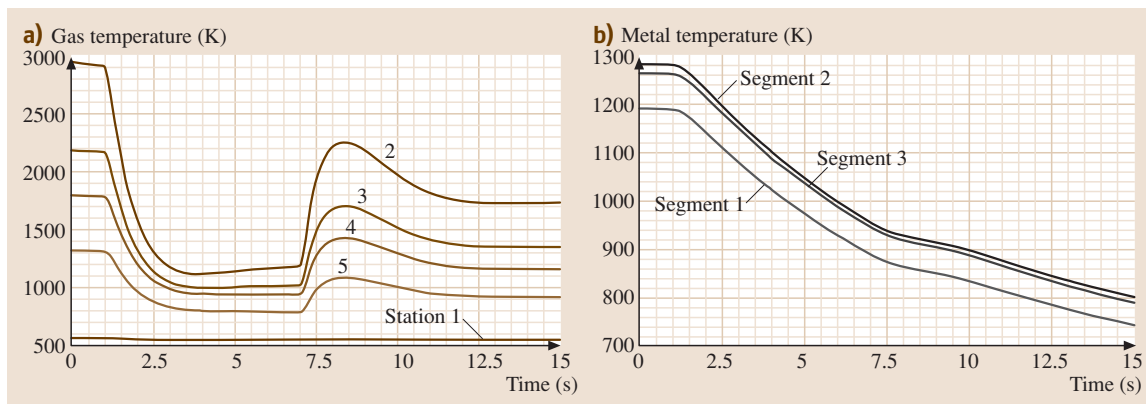 a) Gas temperature (K)
3000
2500
2000
1500
1000
500
2
3
4
5
Station 1
0 2.5 5 7.5 10 12.5 15
Time (s)
b) Metal temperature (K)
1300
1200
1100
1000
900
800
700
Segment 2
Segment 3
Segment 1
0 2.5 5 7.5 10 12.5 15
Time (s)